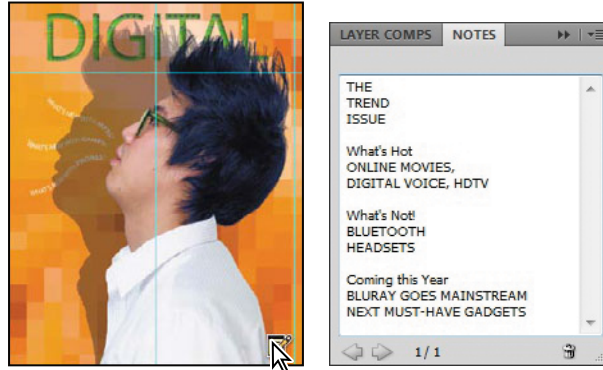 DIGITAL
LAYER COMPS NOTES
THE
TREND
ISSUE
What's Hot
ONLINE MOVIES,
DIGITAL VOICE, HDTV
What's Not!
BLUETOOTH
HEADSETS
Coming this Year
BLURAY GOES MAINSTREAM
NEXT MUST-HAVE GADGETS
1/1